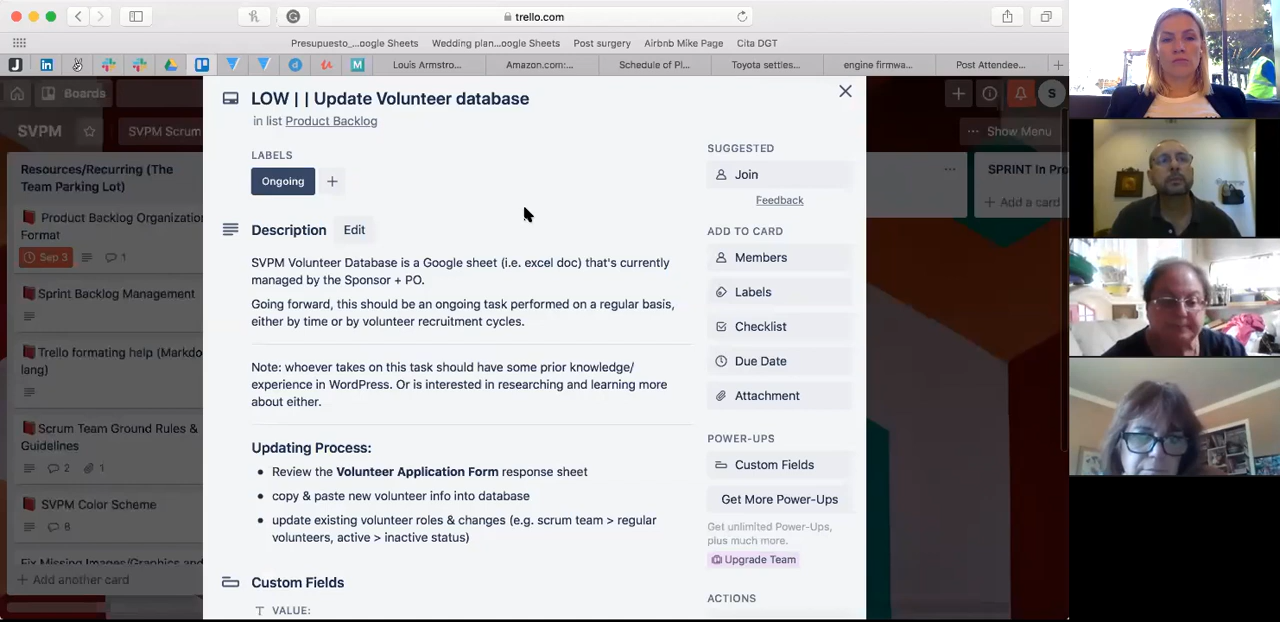 trello.com
Presupuesto_...oogle Sheets Wedding plan...oogle Sheets Post surgery Airbnb Mike Page Cita DGT
Louis Armstro... Amazon.com:... Schedule of Pl... Toyota settles... engine firmwa... Post Attendee...
Boards
SVPM
SVPM Scrum
Show Menu
Resources/Recurring (The
Team Parking Lot)
Product Backlog Organization
Format
Sep 3
1
Sprint Backlog Management
Trello formating help (Markdo
lang)
Scrum Team Ground Rules &
Guidelines
2 1
SVPM Color Scheme
8
Fix Missing Images/Graphics and
+ Add another card
LOW | | Update Volunteer database
in list Product Backlog
LABELS
Ongoing
Description Edit
SVPM Volunteer Database is a Google sheet (i.e. excel doc) that's currently
managed by the Sponsor + PO.
Going forward, this should be an ongoing task performed on a regular basis,
either by time or by volunteer recruitment cycles.
Note: whoever takes on this task should have some prior knowledge/
experience in WordPress. Or is interested in researching and learning more
about either.
Updating Process:
• Review the Volunteer Application Form response sheet
• copy & paste new volunteer info into database
• update existing volunteer roles & changes (e.g. scrum team > regular
volunteers, active > inactive status)
Custom Fields
T VALUE:
SUGGESTED
Join
Feedback
ADD TO CARD
Members
Labels
Checklist
Due Date
Attachment
POWER-UPS
Custom Fields
Get More Power-Ups
Get unlimited Power-Ups,
plus much more.
Upgrade Team
ACTIONS
S
SPRINT In Pro
+ Add a card